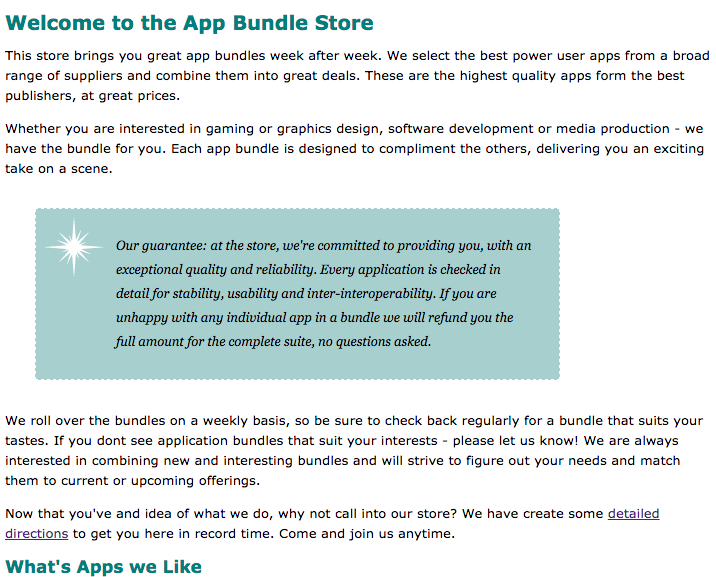 Welcome to the App Bundle Store
This store brings you great app bundles week after week. We select the best power user apps from a broad
range of suppliers and combine them into great deals. These are the highest quality apps form the best
publishers, at great prices.
Whether you are interested in gaming or graphics design, software development or media production - we
have the bundle for you. Each app bundle is designed to compliment the others, delivering you an exciting
take on a scene.
Our guarantee: at the store, we're committed to providing you, with an
exceptional quality and reliability. Every application is checked in
detail for stability, usability and inter-interoperability. If you are
unhappy with any individual app in a bundle we will refund you the
full amount for the complete suite, no questions asked.
We roll over the bundles on a weekly basis, so be sure to check back regularly for a bundle that suits your
tastes. If you dont see application bundles that suit your interests - please let us know! We are always
interested in combining new and interesting bundles and will strive to figure out your needs and match
them to current or upcoming offerings.
Now that you've and idea of what we do, why not call into our store? We have create some detailed
directions to get you here in record time. Come and join us anytime.
What's Apps we Like